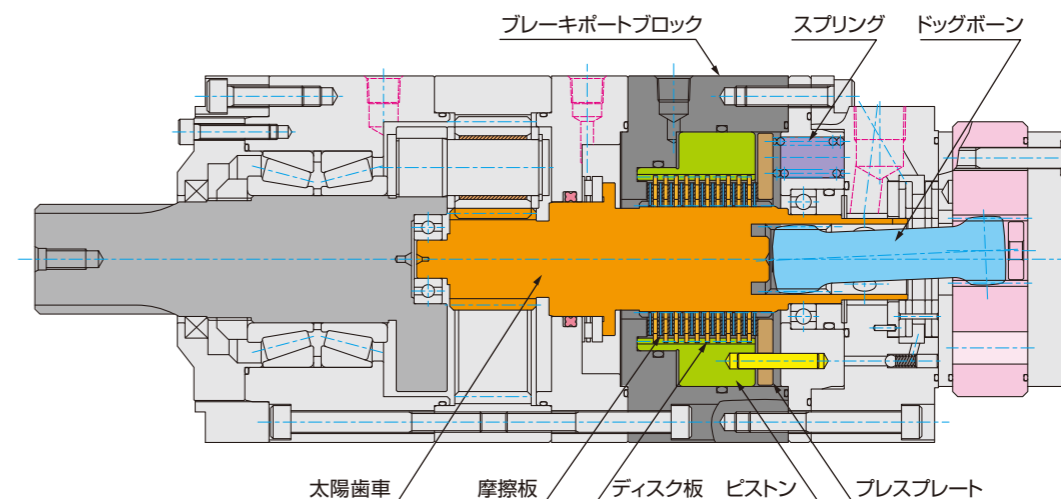 ブレーキポートブロック
スプリング
ドッグボーン
太陽歯車
摩擦板
ディスク板
ピストン
プレスプレート